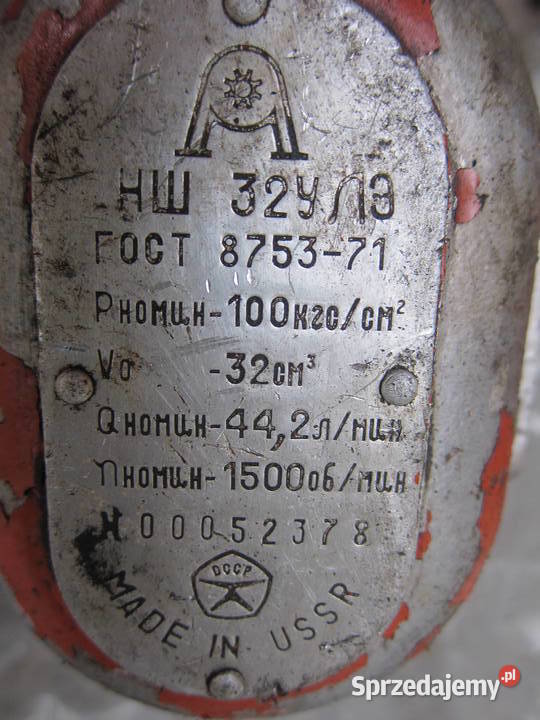 НШ 32УЛЭ
ГОСТ 8753-71
Рномин-100кгс/см²
Vo -32см³
Qномин-44,2л/мин
nномин-1500об/мин
N 00052378
СССР
MADE IN USSR
Sprzedajemy.pl